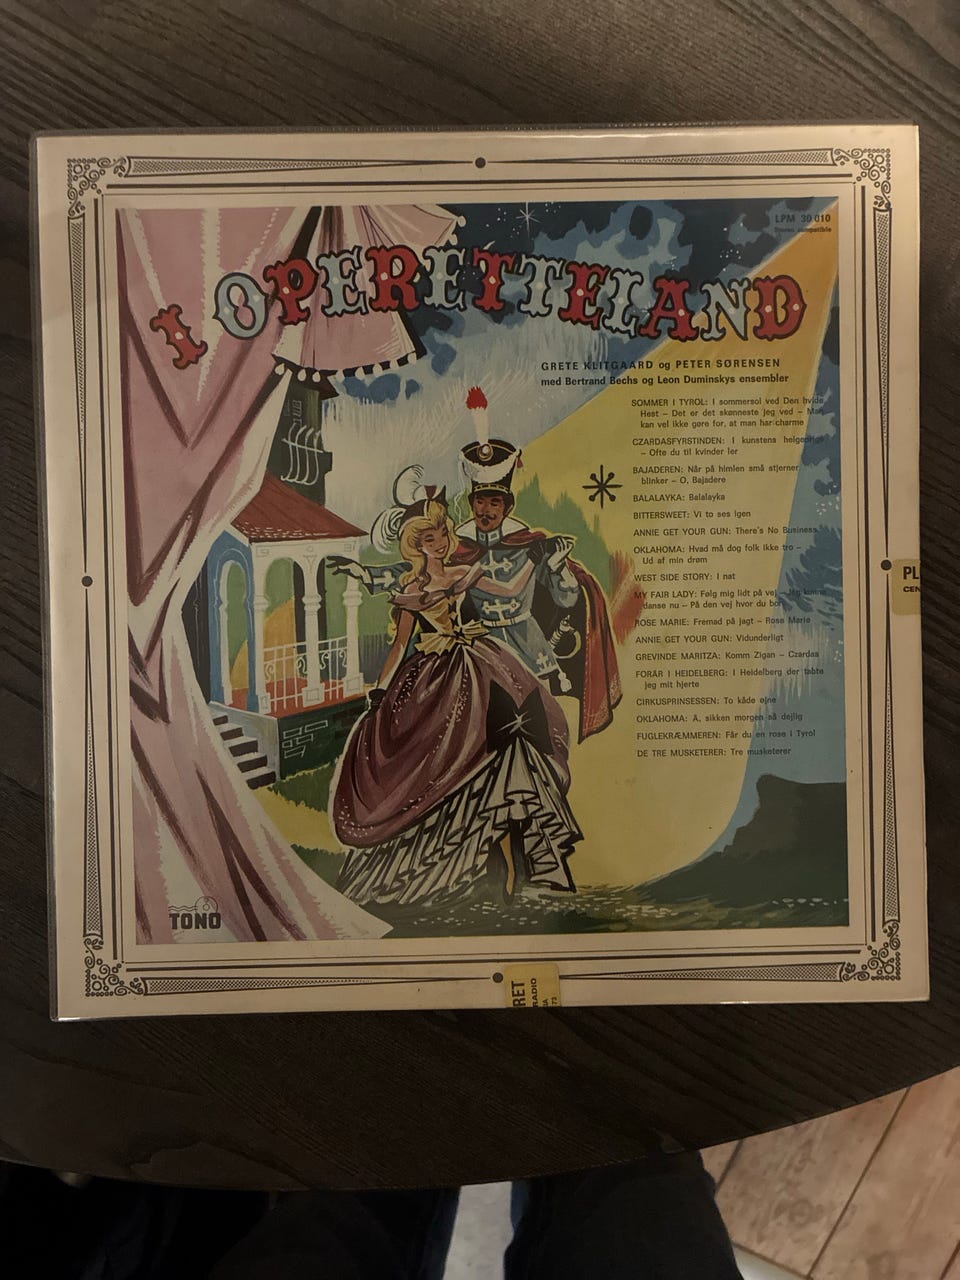 LPM 30 010
Stereo compatible
I OPERETTELAND
GRETE KLITGAARD og PETER SØRENSEN
med Bertrand Bechs og Leon Duminskys ensembler
SOMMER I TYROL: I sommersol ved Den hvide
Hest – Det er det skønneste jeg ved – Man
kan vel ikke gøre for, at man har charme
CZARDASFYRSTINDEN: I kunstens helgenrige
– Ofte du til kvinder ler
BAJADEREN: Når på himlen små stjerner
blinker – O, Bajadere
BALALAYKA: Balalayka
BITTERSWEET: Vi to ses igen
ANNIE GET YOUR GUN: There's No Business
OKLAHOMA: Hvad må dog folk ikke tro –
Ud af min drøm
WEST SIDE STORY: I nat
MY FAIR LADY: Følg mig lidt på vej – Jeg kunne
danse nu – På den vej hvor du bor
ROSE MARIE: Fremad på jagt – Rose Marie
ANNIE GET YOUR GUN: Vidunderligt
GREVINDE MARITZA: Komm Zigan – Czardas
FORÅR I HEIDELBERG: I Heidelberg der tabte
jeg mit hjerte
CIRKUSPRINSESSEN: To kåde øjne
OKLAHOMA: Å, sikken morgen så dejlig
FUGLEKRÆMMEREN: Får du en rose i Tyrol
DE TRE MUSKETERER: Tre musketerer
TONO
PL
CEN
RET
RADIO
73